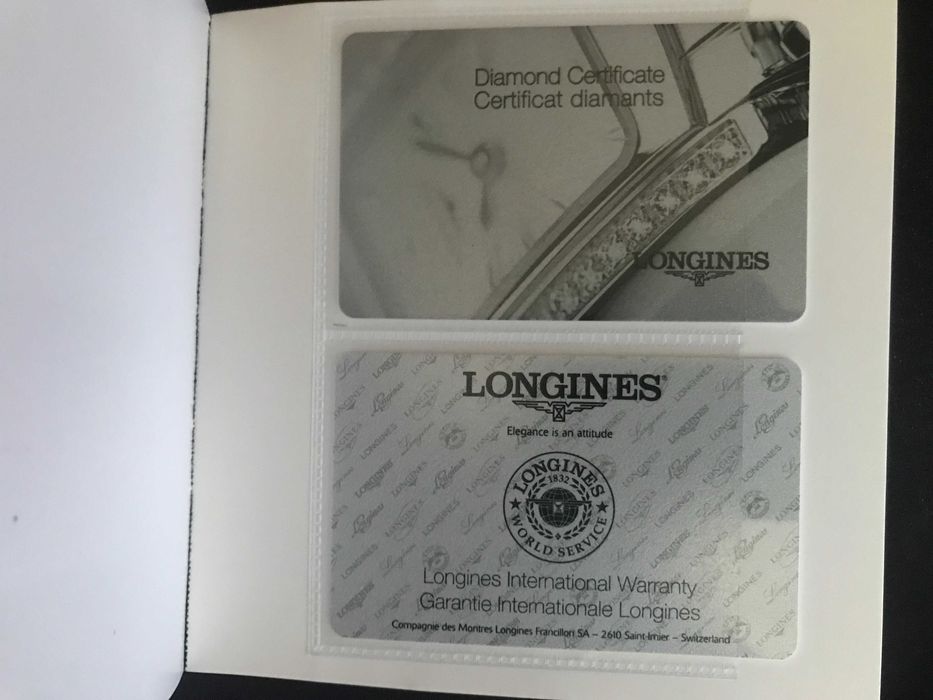 Diamond Certificate
Certificat diamants
LONGINES
LONGINES®
Elegance is an attitude
LONGINES
1832
WORLD SERVICE
Longines International Warranty
Garantie Internationale Longines
Compagnie des Montres Longines Francillon SA – 2610 Saint-Imier – Switzerland